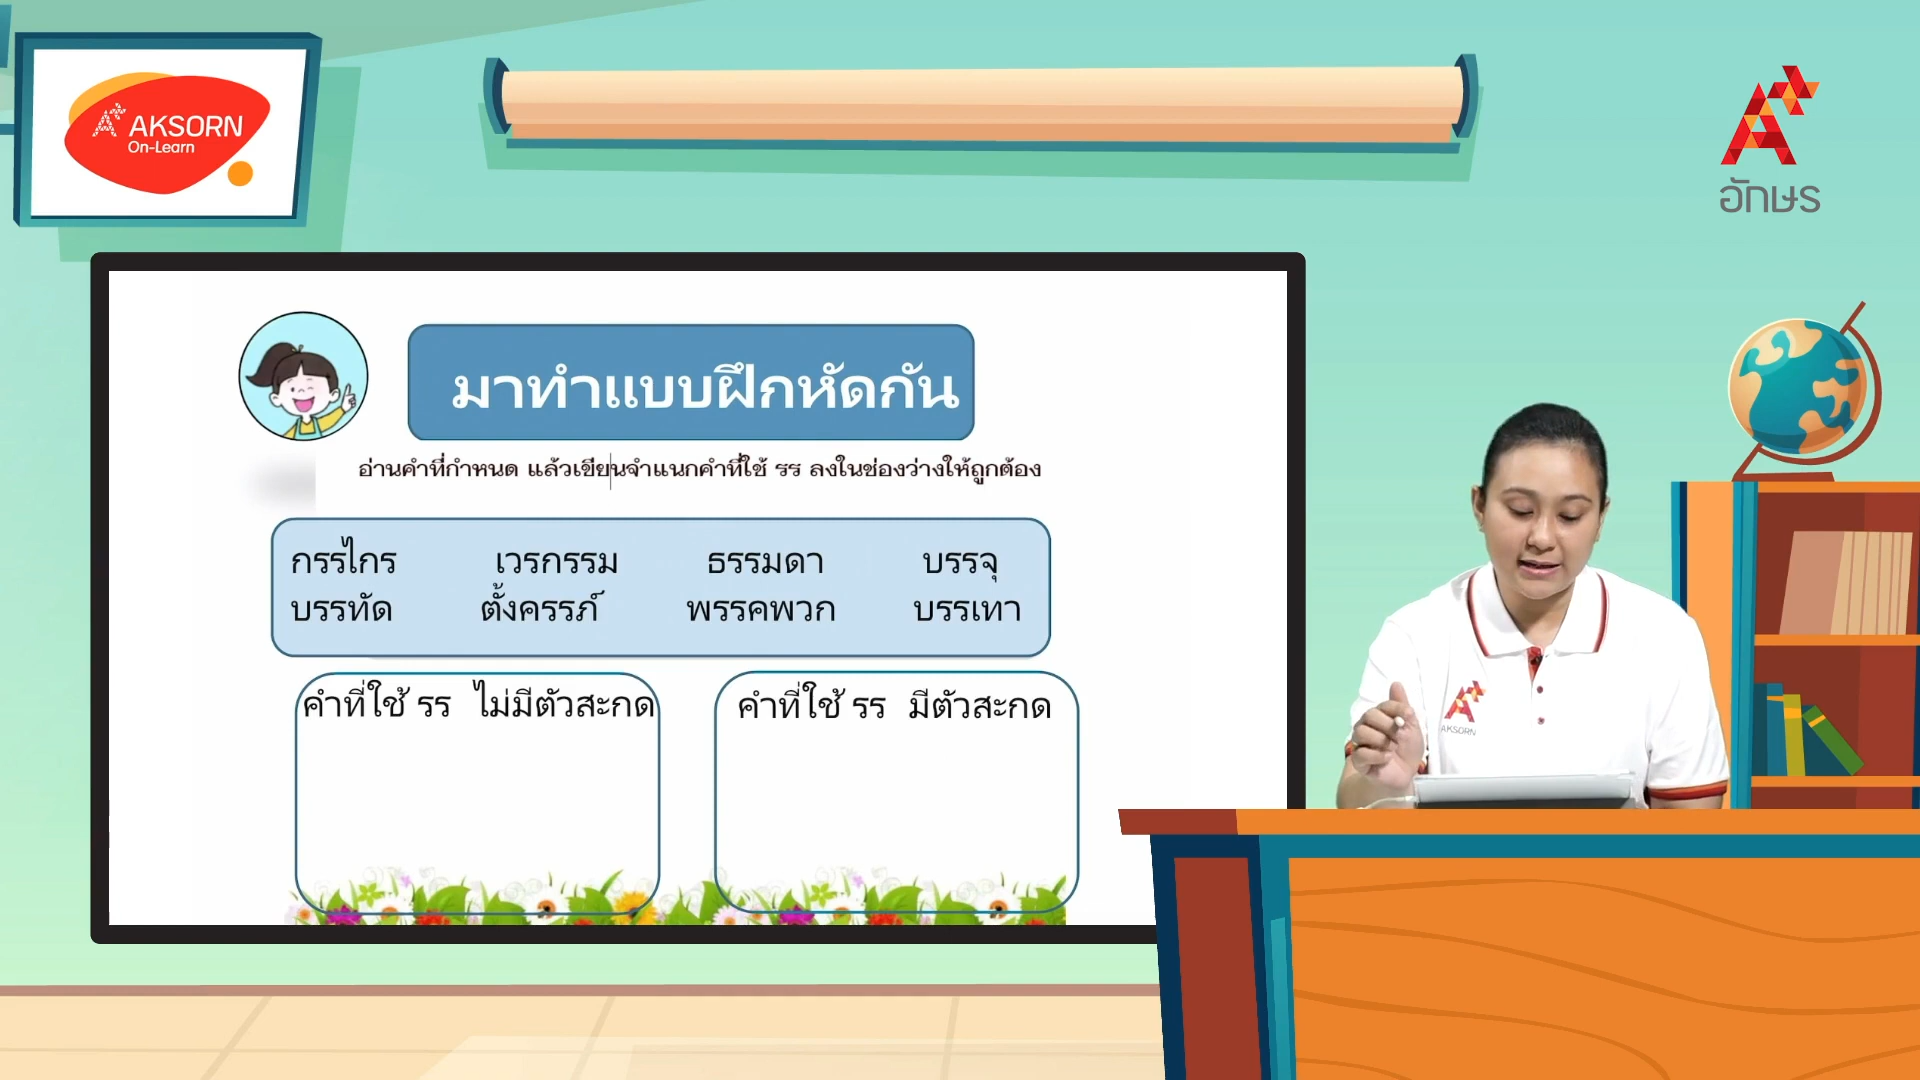 AKSORN
On-Learn
อักษร
มาทำแบบฝึกหัดกัน
อ่านคำที่กำหนด แล้วเขียนจำแนกคำที่ใช้ รร ลงในช่องว่างให้ถูกต้อง
กรรไกร เวรกรรม ธรรมดา บรรจุ
บรรทัด ตั้งครรภ์ พรรคพวก บรรเทา
คำที่ใช้ รร ไม่มีตัวสะกด
คำที่ใช้ รร มีตัวสะกด
AKSORN